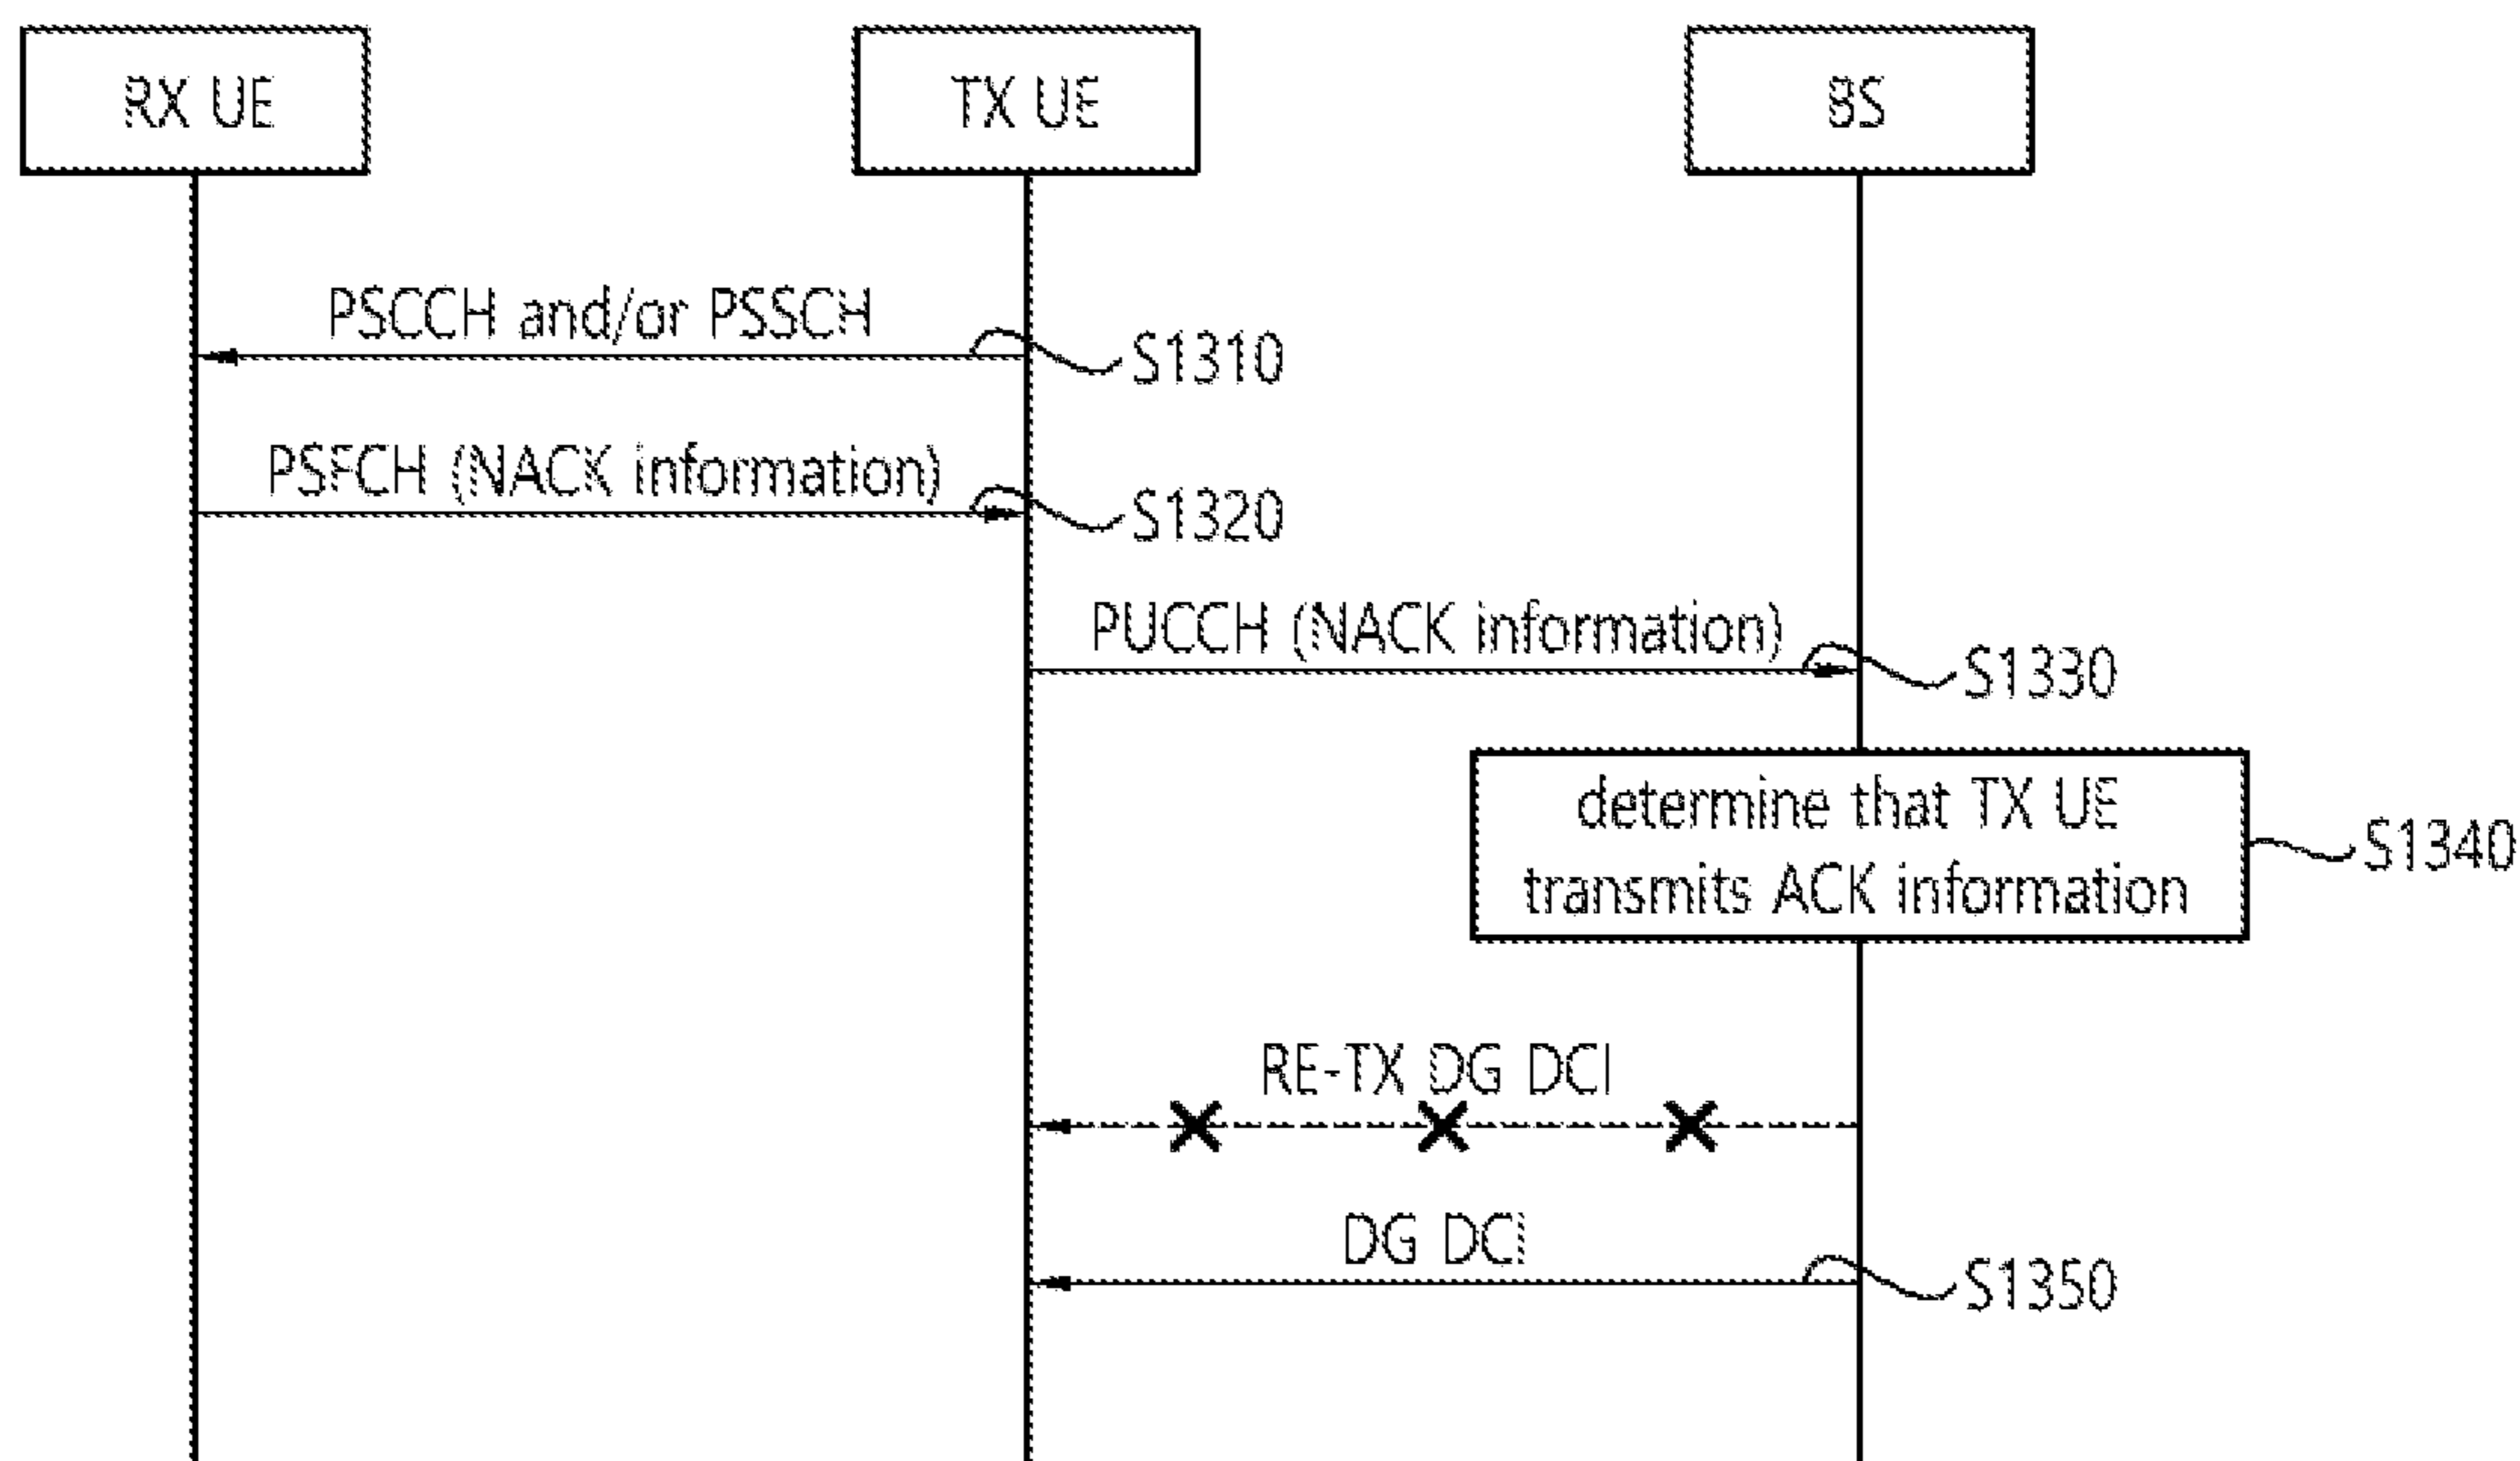 RX UE
TX UE
BS
PSCCH and/or PSSCH
S1310
PSFCH (NACK information)
S1320
PUCCH (NACK information)
S1330
determine that TX UE
transmits ACK information
S1340
RE-TX DG DCI
DG DCI
S1350